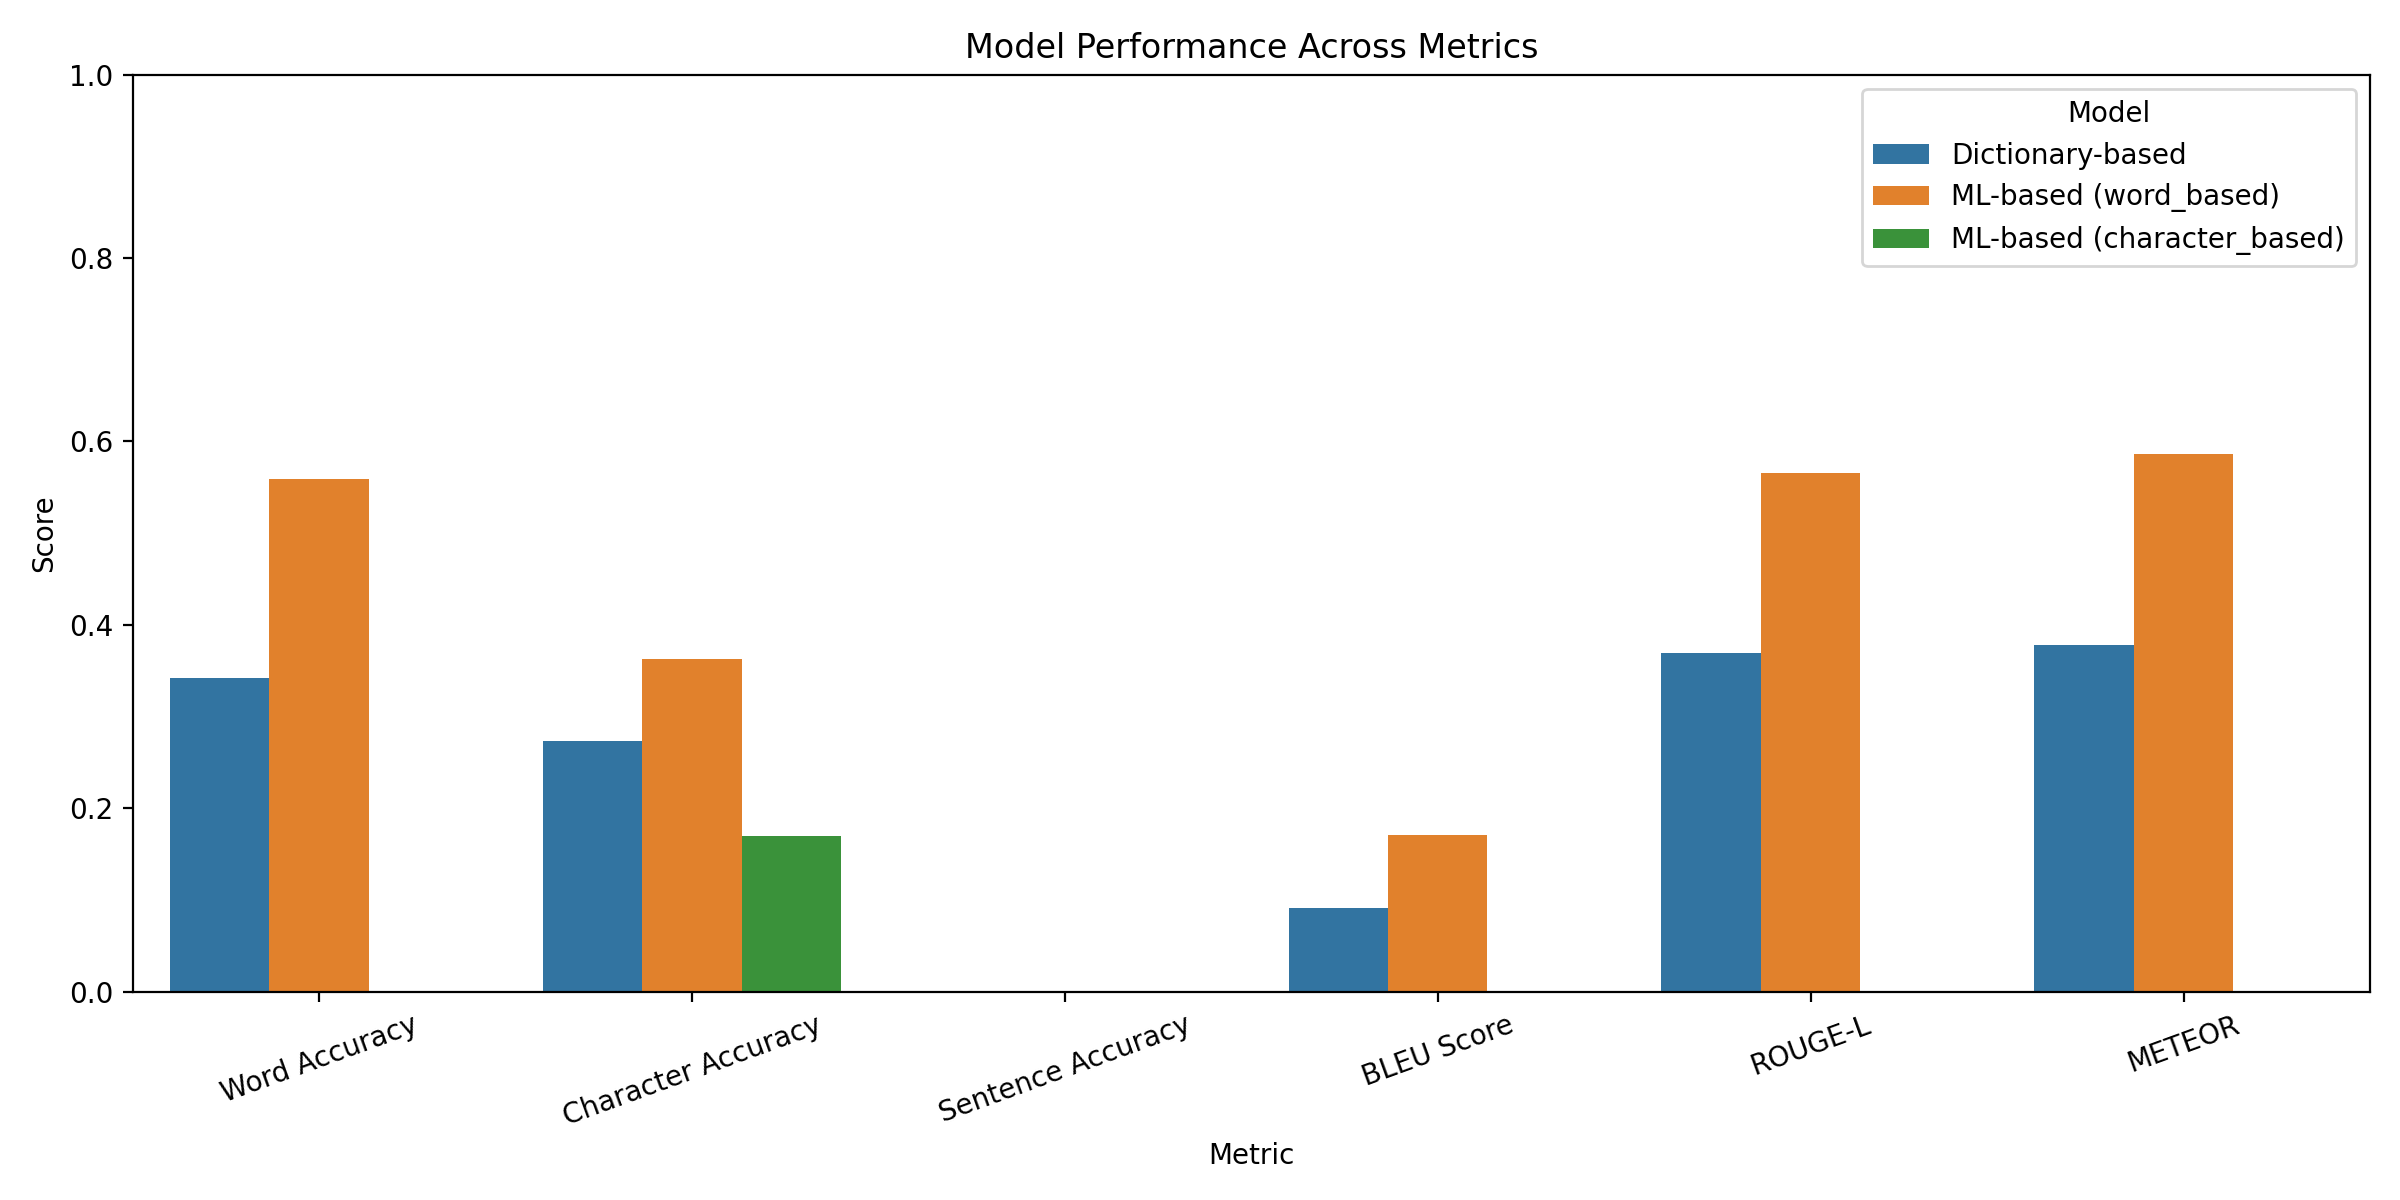 Model Performance Across Metrics
1.0
0.8
0.6
0.4
0.2
0.0
Score
Model
Dictionary-based
ML-based (word_based)
ML-based (character_based)
Word Accuracy
Character Accuracy
Sentence Accuracy
BLEU Score
ROUGE-L
METEOR
Metric